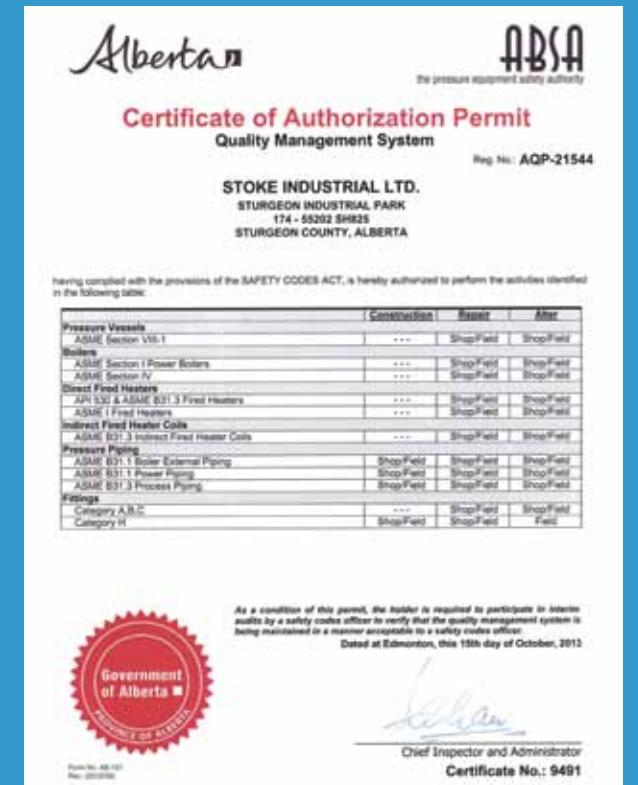 Alberta
ABSA
the pressure equipment safety authority
Certificate of Authorization Permit
Quality Management System
Reg. No.: AQP-21544
STOKE INDUSTRIAL LTD.
STURGEON INDUSTRIAL PARK
174 - 55202 SH825
STURGEON COUNTY, ALBERTA
having complied with the provisions of the SAFETY CODES ACT, is hereby authorized to perform the activities identified
in the following table:
Construction Repair Alter
Pressure Vessels
ASME Section VIII-1 - - - Shop/Field Shop/Field
Boilers
ASME Section I Power Boilers - - - Shop/Field Shop/Field
ASME Section IV - - - Shop/Field Shop/Field
Direct Fired Heaters
API 530 & ASME B31.3 Fired Heaters - - - Shop/Field Shop/Field
ASME I Fired Heaters - - - Shop/Field Shop/Field
Indirect Fired Heater Coils
ASME B31.3 Indirect Fired Heater Coils - - - Shop/Field Shop/Field
Pressure Piping
ASME B31.1 Boiler External Piping Shop/Field Shop/Field Shop/Field
ASME B31.1 Power Piping Shop/Field Shop/Field Shop/Field
ASME B31.3 Process Piping Shop/Field Shop/Field Shop/Field
Fittings
Category A,B,C - - - Shop/Field Shop/Field
Category H Shop/Field Shop/Field Field
As a condition of this permit, the holder is required to participate in interim
audits by a safety codes officer to verify that the quality management system is
being maintained in a manner acceptable to a safety codes officer.
Dated at Edmonton, this 15th day of October, 2013
Government
of Alberta
PROVINCE OF ALBERTA
Chief Inspector and Administrator
Certificate No.: 9491
Form No. AB-